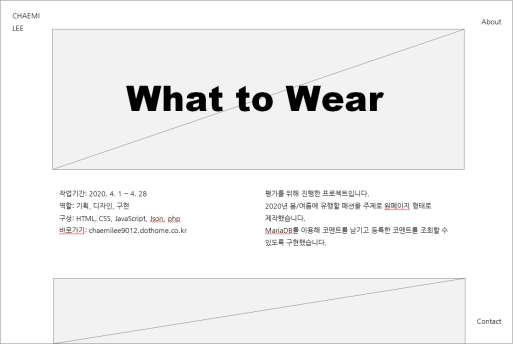 CHAEMI
LEE
About
What to Wear
작업기간: 2020. 4. 1 ~ 4. 28
역할: 기획, 디자인, 구현
구성: HTML, CSS, JavaScript, Json, php
바로가기: chaemilee9012.dothome.co.kr
평가를 위해 진행한 프로젝트입니다.
2020년 봄/여름에 유행할 패션을 주제로 원페이지 형태로
제작했습니다.
MariaDB를 이용해 코멘트를 남기고 등록한 코멘트를 조회할 수
있도록 구현했습니다.
Contact